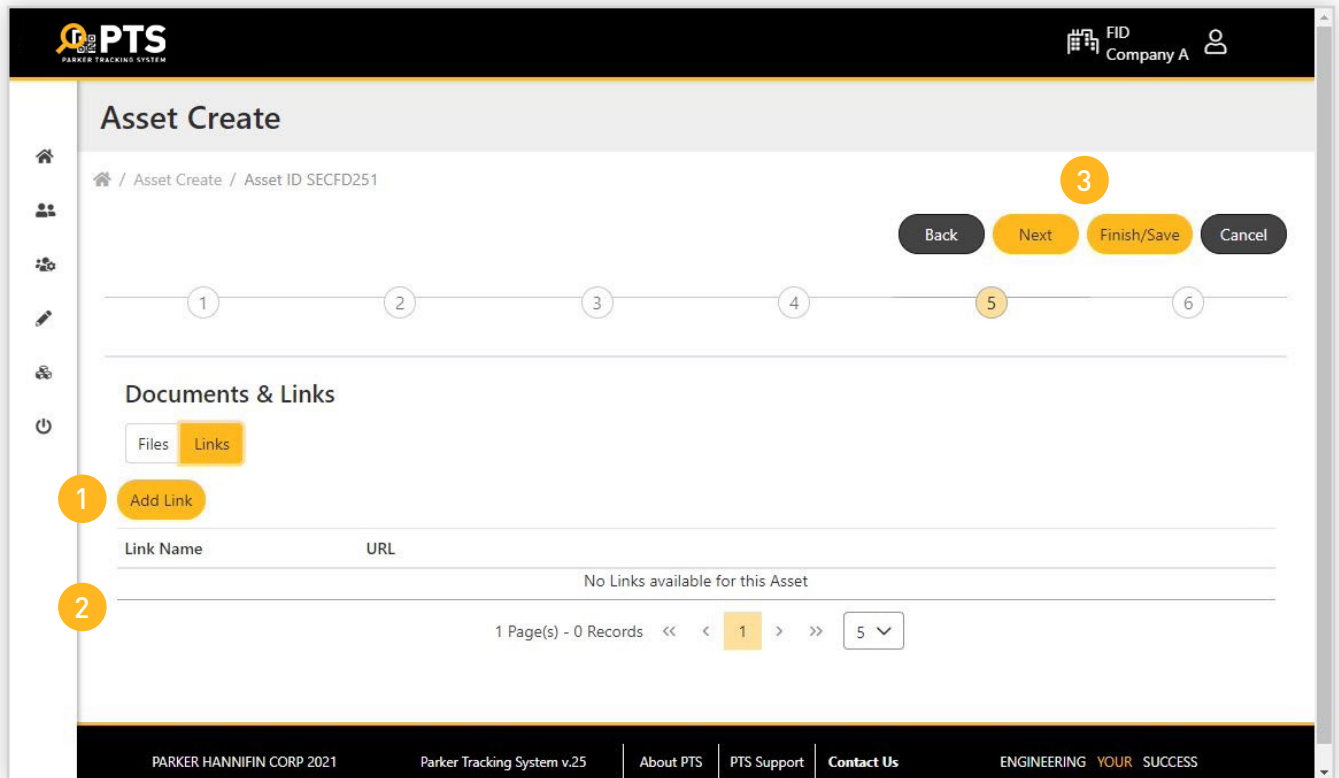 PTS
PARKER TRACKING SYSTEM
FID
Company A
Asset Create
/ Asset Create / Asset ID SECFD251
3
Back Next Finish/Save Cancel
1 2 3 4 5 6
Documents & Links
Files Links
1 Add Link
Link Name URL
No Links available for this Asset
2
1 Page(s) - 0 Records << < 1 > >> 5
PARKER HANNIFIN CORP 2021 Parker Tracking System v.25 About PTS PTS Support Contact Us ENGINEERING YOUR SUCCESS